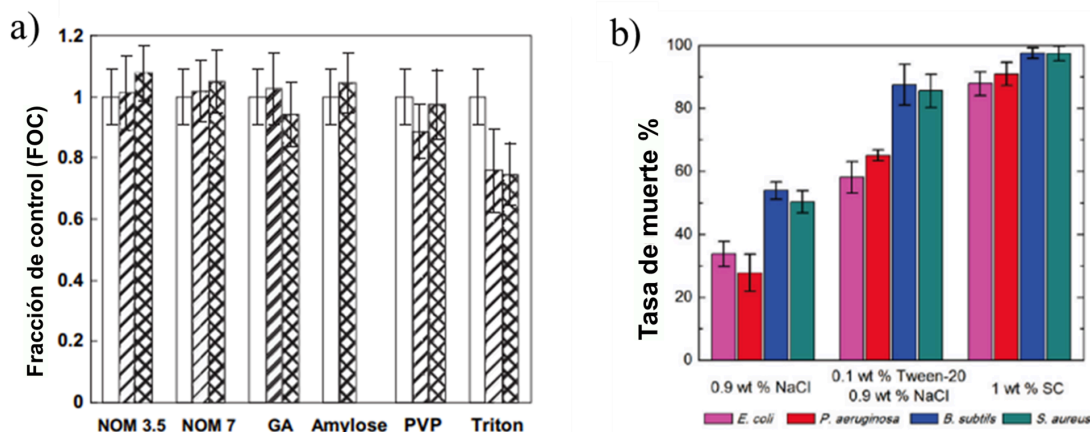 a)
Fracción de control (FOC)
1.2
1
0.8
0.6
0.4
0.2
0
NOM 3.5 NOM 7 GA Amylose PVP Triton
b)
Tasa de muerte %
100
80
60
40
20
0
0.9 wt % NaCl
0.1 wt % Tween-20
0.9 wt % NaCl
1 wt % SC
E. coli P. aeruginosa B. subtils S. aureus